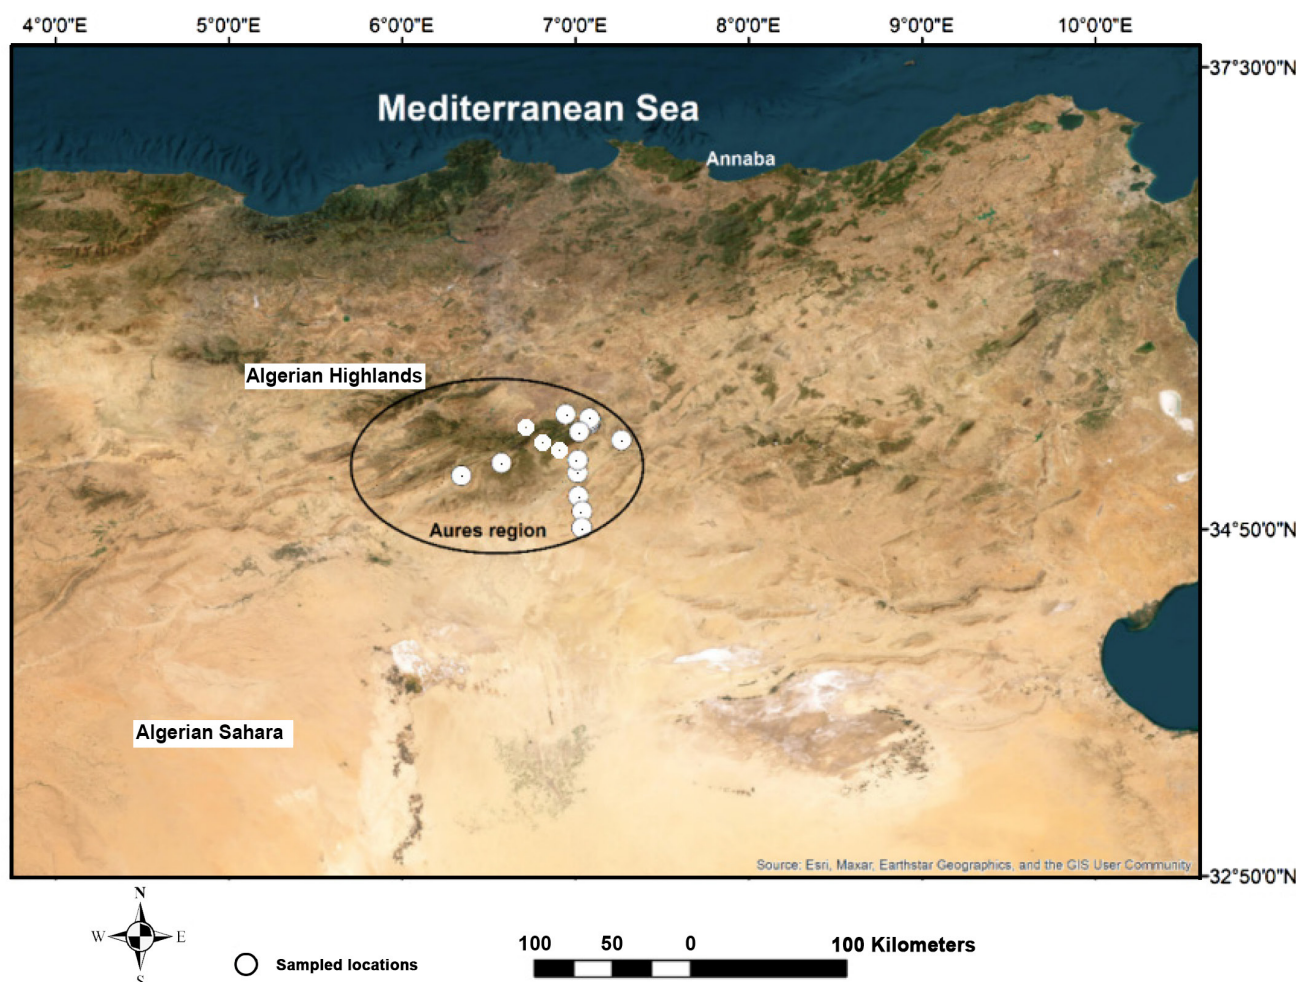 4°0'0"E 5°0'0"E 6°0'0"E 7°0'0"E 8°0'0"E 9°0'0"E 10°0'0"E
37°30'0"N
Mediterranean Sea
Annaba
Algerian Highlands
Aures region
34°50'0"N
Algerian Sahara
Source: Esri, Maxar, Earthstar Geographics, and the GIS User Community
32°50'0"N
N
W E
S
Sampled locations
100 50 0 100 Kilometers